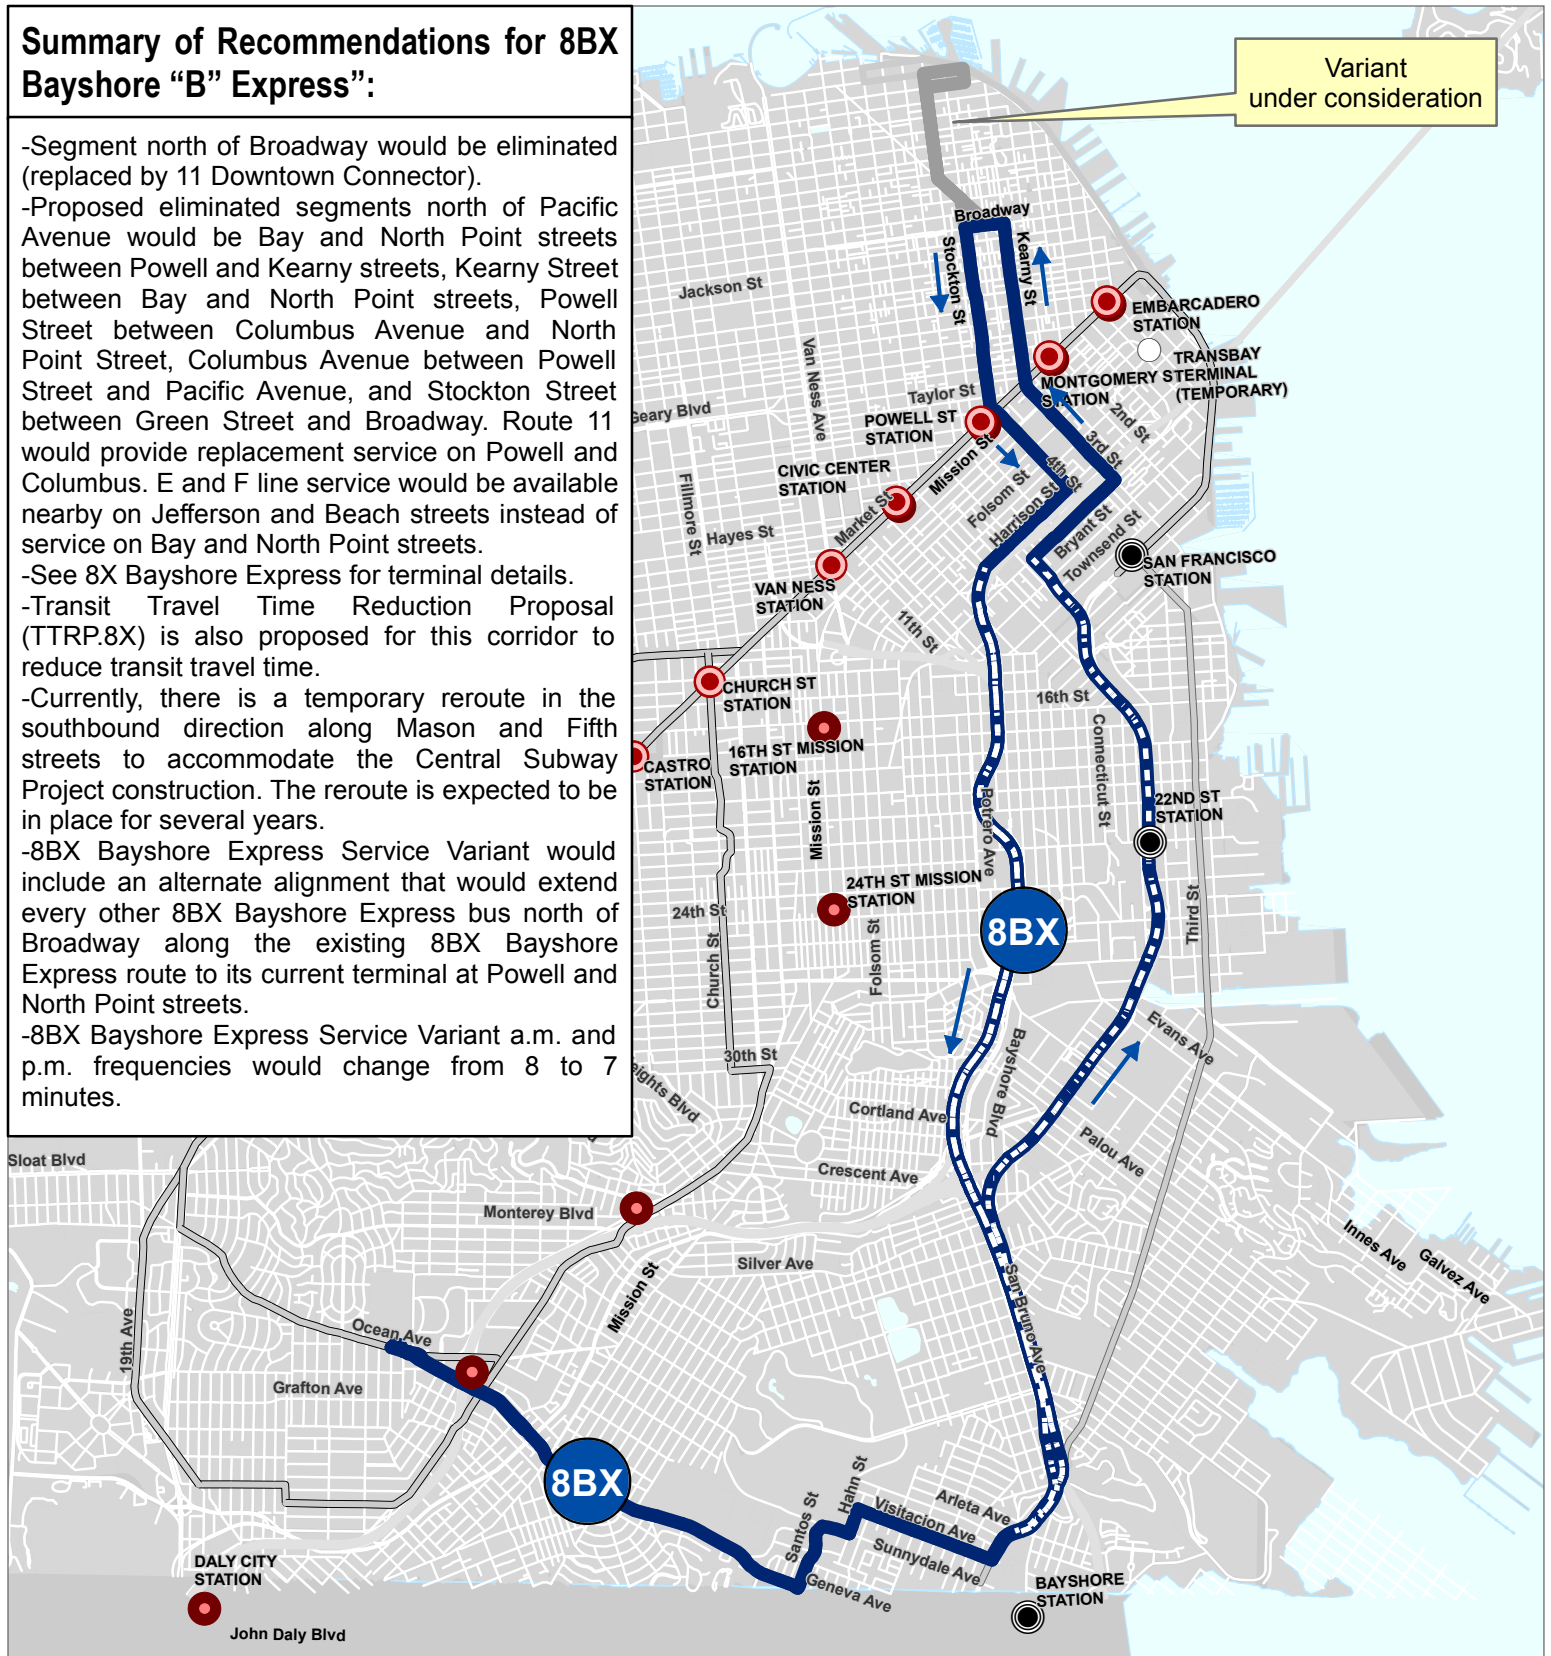 Summary of Recommendations for 8BX
Bayshore “B” Express”:
-Segment north of Broadway would be eliminated
(replaced by 11 Downtown Connector).
-Proposed eliminated segments north of Pacific
Avenue would be Bay and North Point streets
between Powell and Kearny streets, Kearny Street
between Bay and North Point streets, Powell
Street between Columbus Avenue and North
Point Street, Columbus Avenue between Powell
Street and Pacific Avenue, and Stockton Street
between Green Street and Broadway. Route 11
would provide replacement service on Powell and
Columbus. E and F line service would be available
nearby on Jefferson and Beach streets instead of
service on Bay and North Point streets.
-See 8X Bayshore Express for terminal details.
-Transit Travel Time Reduction Proposal
(TTRP.8X) is also proposed for this corridor to
reduce transit travel time.
-Currently, there is a temporary reroute in the
southbound direction along Mason and Fifth
streets to accommodate the Central Subway
Project construction. The reroute is expected to be
in place for several years.
-8BX Bayshore Express Service Variant would
include an alternate alignment that would extend
every other 8BX Bayshore Express bus north of
Broadway along the existing 8BX Bayshore
Express route to its current terminal at Powell and
North Point streets.
-8BX Bayshore Express Service Variant a.m. and
p.m. frequencies would change from 8 to 7
minutes.
Variant
under consideration
Broadway
Stockton St
Kearny St
Jackson St
EMBARCADERO
STATION
Van Ness Ave
TRANSBAY
TERMINAL
(TEMPORARY)
MONTGOMERY ST
STATION
Taylor St
Geary Blvd
POWELL ST
STATION
2nd St
3rd St
4th St
Mission St
CIVIC CENTER
STATION
Fillmore St
Folsom St
Harrison St
Market St
Hayes St
Bryant St
Townsend St
SAN FRANCISCO
STATION
VAN NESS
STATION
11th St
CHURCH ST
STATION
16th St
Connecticut St
16TH ST MISSION
STATION
CASTRO
STATION
Mission St
Potrero Ave
22ND ST
STATION
24TH ST MISSION
STATION
24th St
Church St
Folsom St
8BX
Third St
Evans Ave
30th St
Bayshore Blvd
eights Blvd
Cortland Ave
Palou Ave
Sloat Blvd
Crescent Ave
Monterey Blvd
Silver Ave
Mission St
Innes Ave
Galvez Ave
San Bruno Ave
19th Ave
Ocean Ave
Grafton Ave
8BX
Santos St
Hahn St
Visitacion Ave
Arleta Ave
Sunnydale Ave
Geneva Ave
DALY CITY
STATION
BAYSHORE
STATION
John Daly Blvd